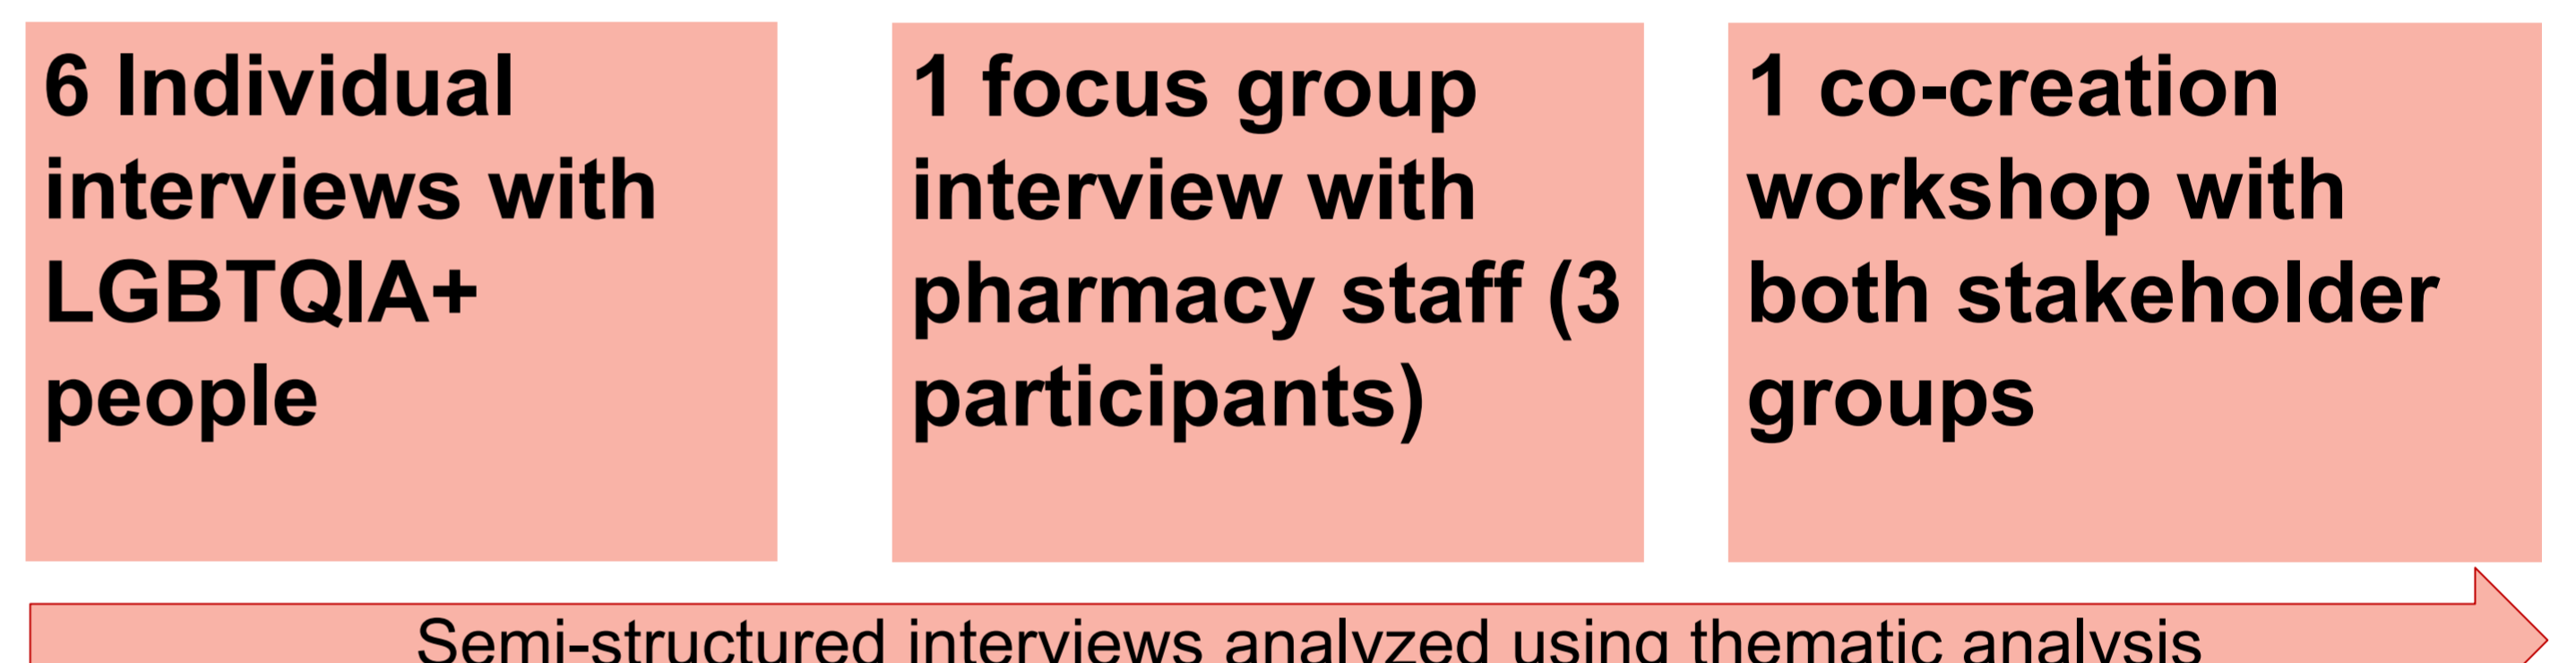 6 Individual
interviews with
LGBTQIA+
people
1 focus group
interview with
pharmacy staff (3
participants)
1 co-creation
workshop with
both stakeholder
groups
Semi-structured interviews analyzed using thematic analysis